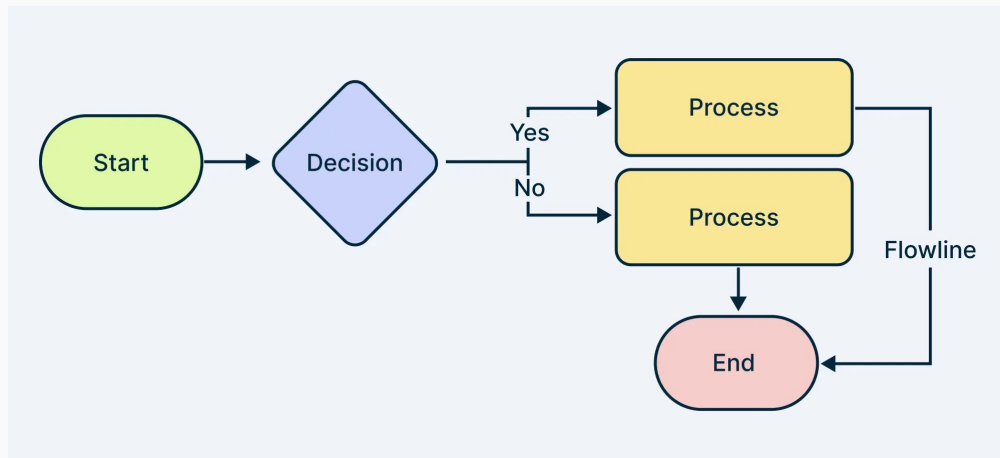 Start
Decision
Yes
No
Process
Process
Flowline
End